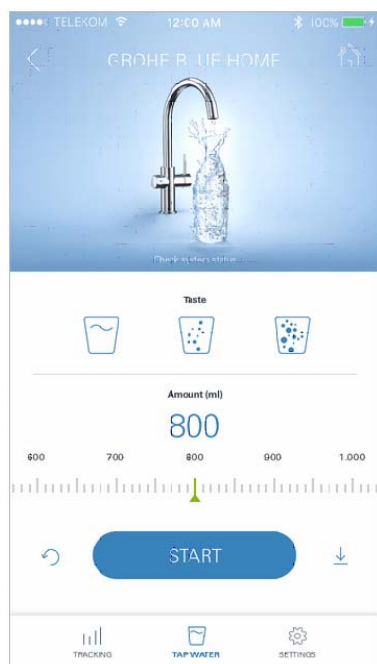 TELEKOM 12:00 AM 100%
GROHE BLUE HOME
Check system status
Taste
Amount (ml)
800
600 700 800 900 1.000
START
TRACKING TAP WATER SETTINGS